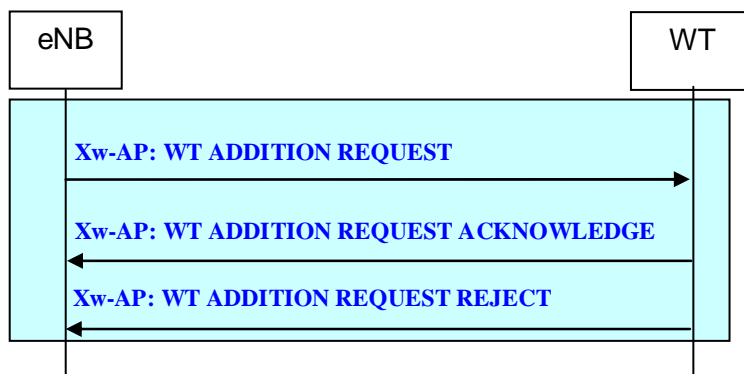 eNB
WT
Xw-AP: WT ADDITION REQUEST
Xw-AP: WT ADDITION REQUEST ACKNOWLEDGE
Xw-AP: WT ADDITION REQUEST REJECT